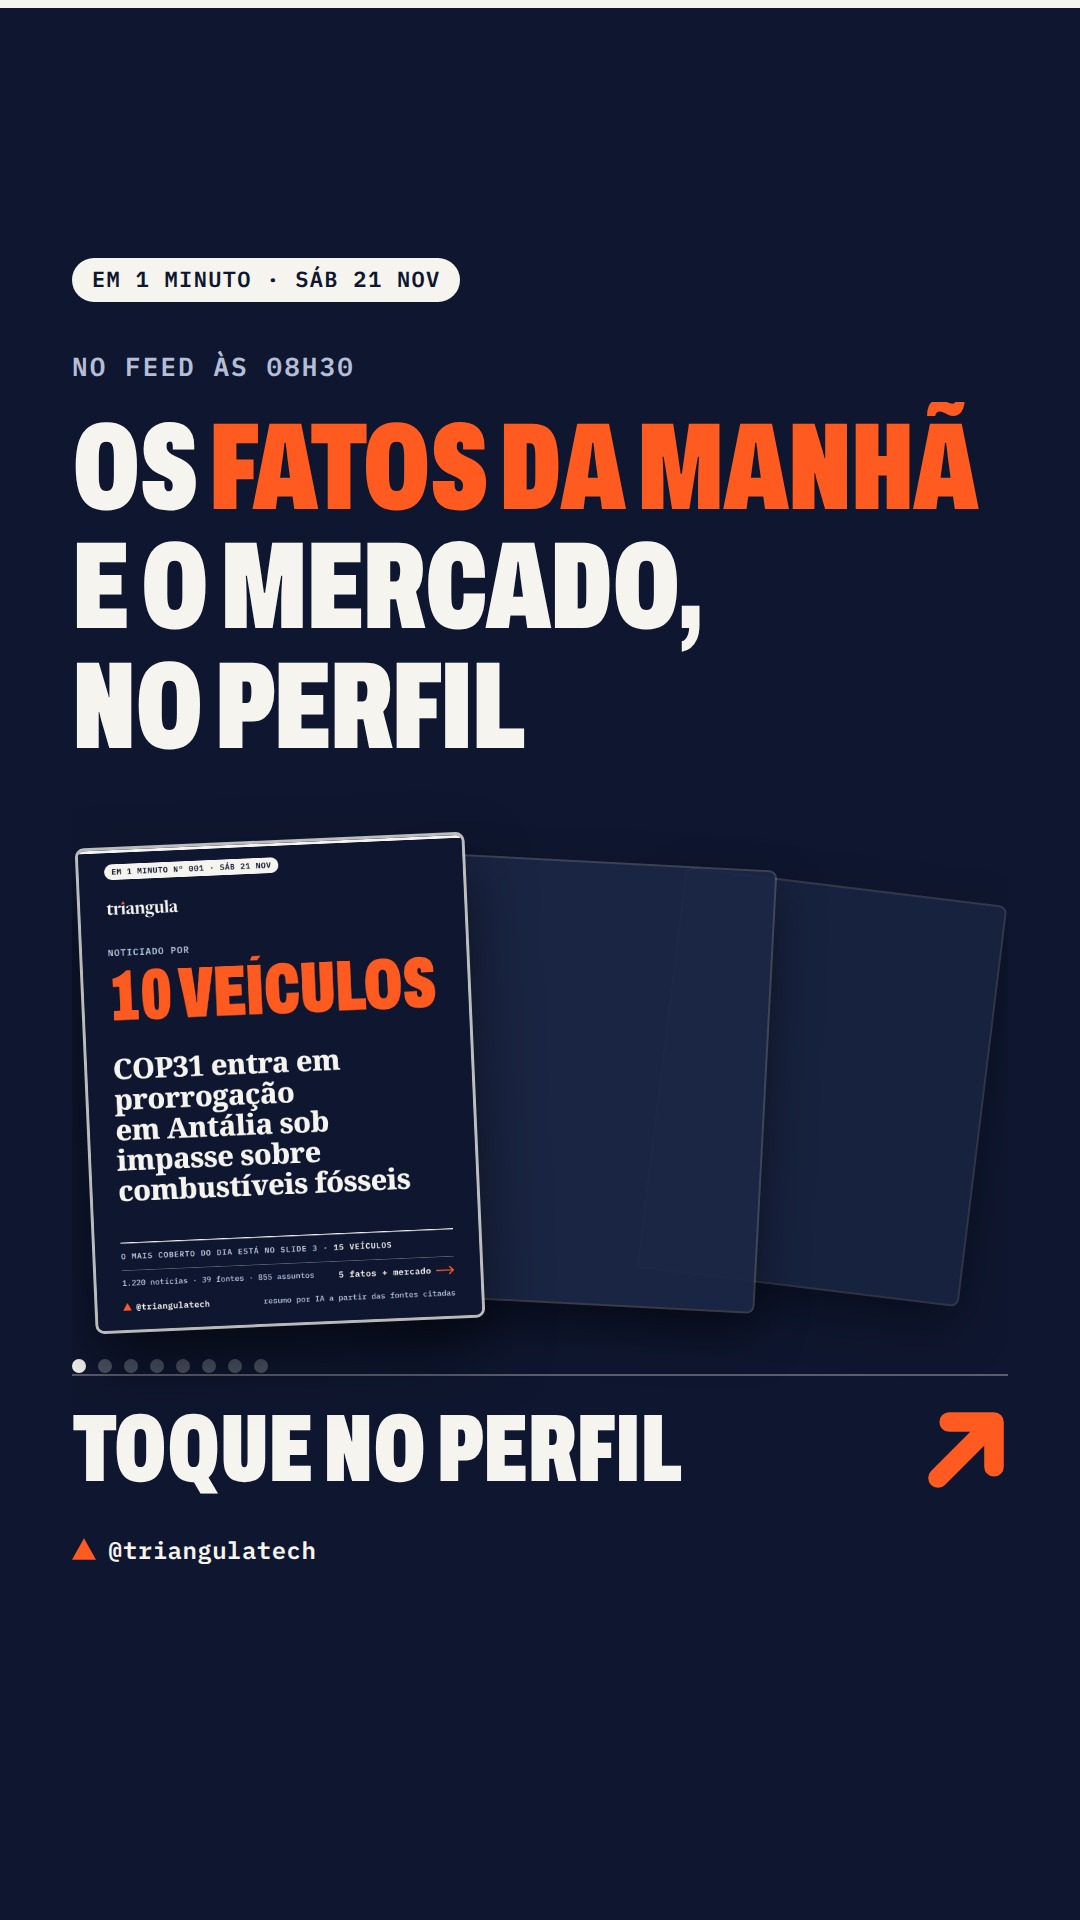 EM 1 MINUTO · SÁB 21 NOV
NO FEED ÀS 08H30
OS FATOS DA MANHÃ
E O MERCADO,
NO PERFIL
EM 1 MINUTO Nº 001 · SÁB 21 NOV
triangula
NOTICIADO POR
10 VEÍCULOS
COP31 entra em
prorrogação
em Antália sob
impasse sobre
combustíveis fósseis
O MAIS COBERTO DO DIA ESTÁ NO SLIDE 3 · 15 VEÍCULOS
1.220 notícias · 39 fontes · 855 assuntos 5 fatos + mercado →
@triangulatech resumo por IA a partir das fontes citadas
TOQUE NO PERFIL
@triangulatech